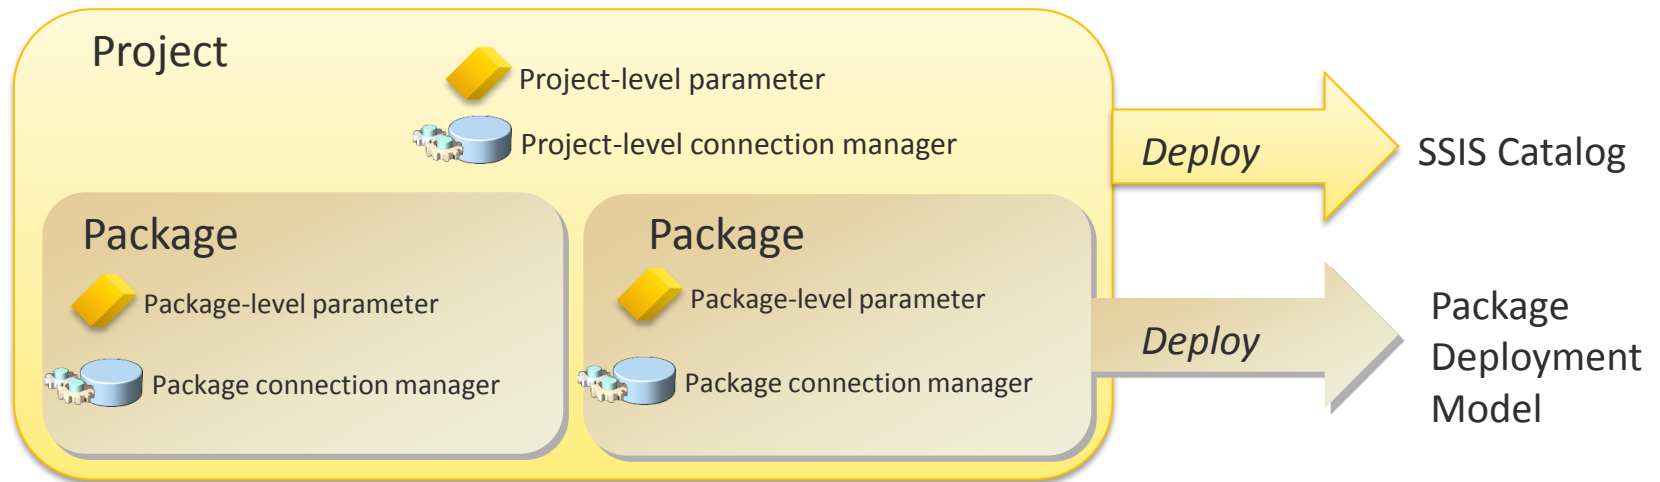 Project
Project-level parameter
Project-level connection manager
Deploy
SSIS Catalog
Package
Package-level parameter
Package connection manager
Package
Package-level parameter
Package connection manager
Deploy
Package
Deployment
Model